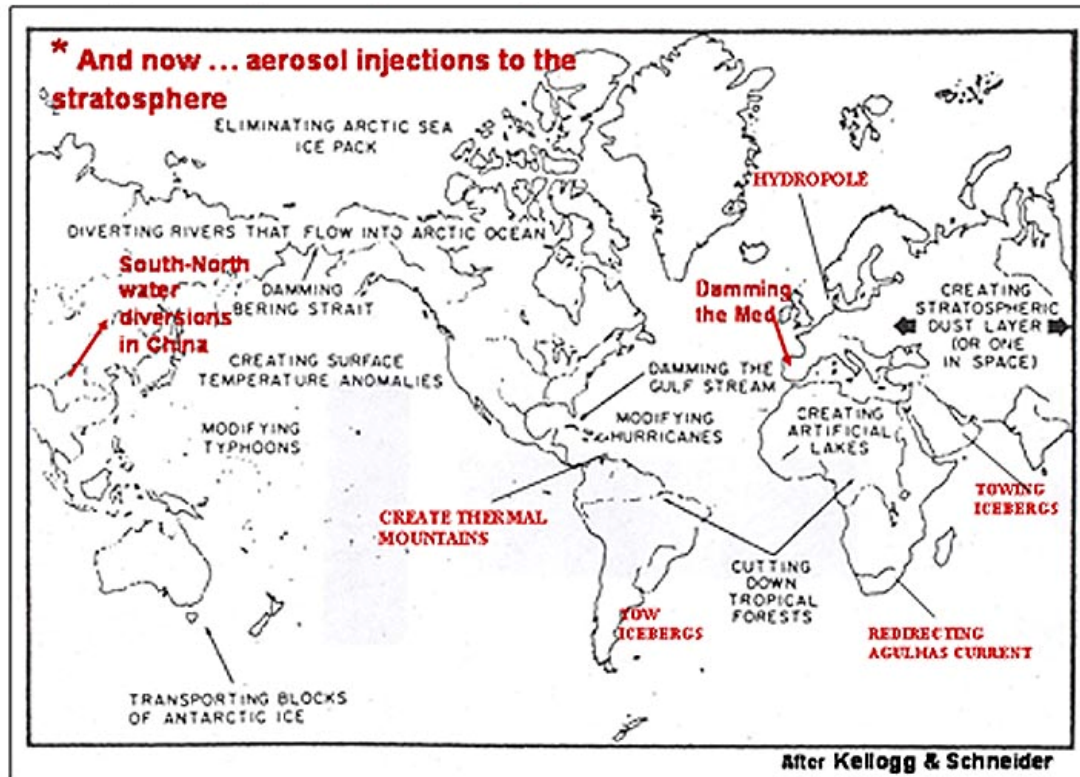 * And now ... aerosol injections to the
stratosphere
ELIMINATING ARCTIC SEA
ICE PACK
HYDROPOLE
DIVERTING RIVERS THAT FLOW INTO ARCTIC OCEAN
South-North
water
diversions
in China
DAMMING
BERING STRAIT
Damming
the Med
CREATING
STRATOSPHERIC
DUST LAYER
(OR ONE
IN SPACE)
CREATING SURFACE
TEMPERATURE ANOMALIES
DAMMING THE
GULF STREAM
MODIFYING
TYPHOONS
MODIFYING
HURRICANES
CREATING
ARTIFICIAL
LAKES
TOWING
ICEBERGS
CREATE THERMAL
MOUNTAINS
CUTTING
DOWN
TROPICAL
FORESTS
TOW
ICEBERGS
REDIRECTING
AGULHAS CURRENT
TRANSPORTING BLOCKS
OF ANTARCTIC ICE
After Kellogg & Schneider